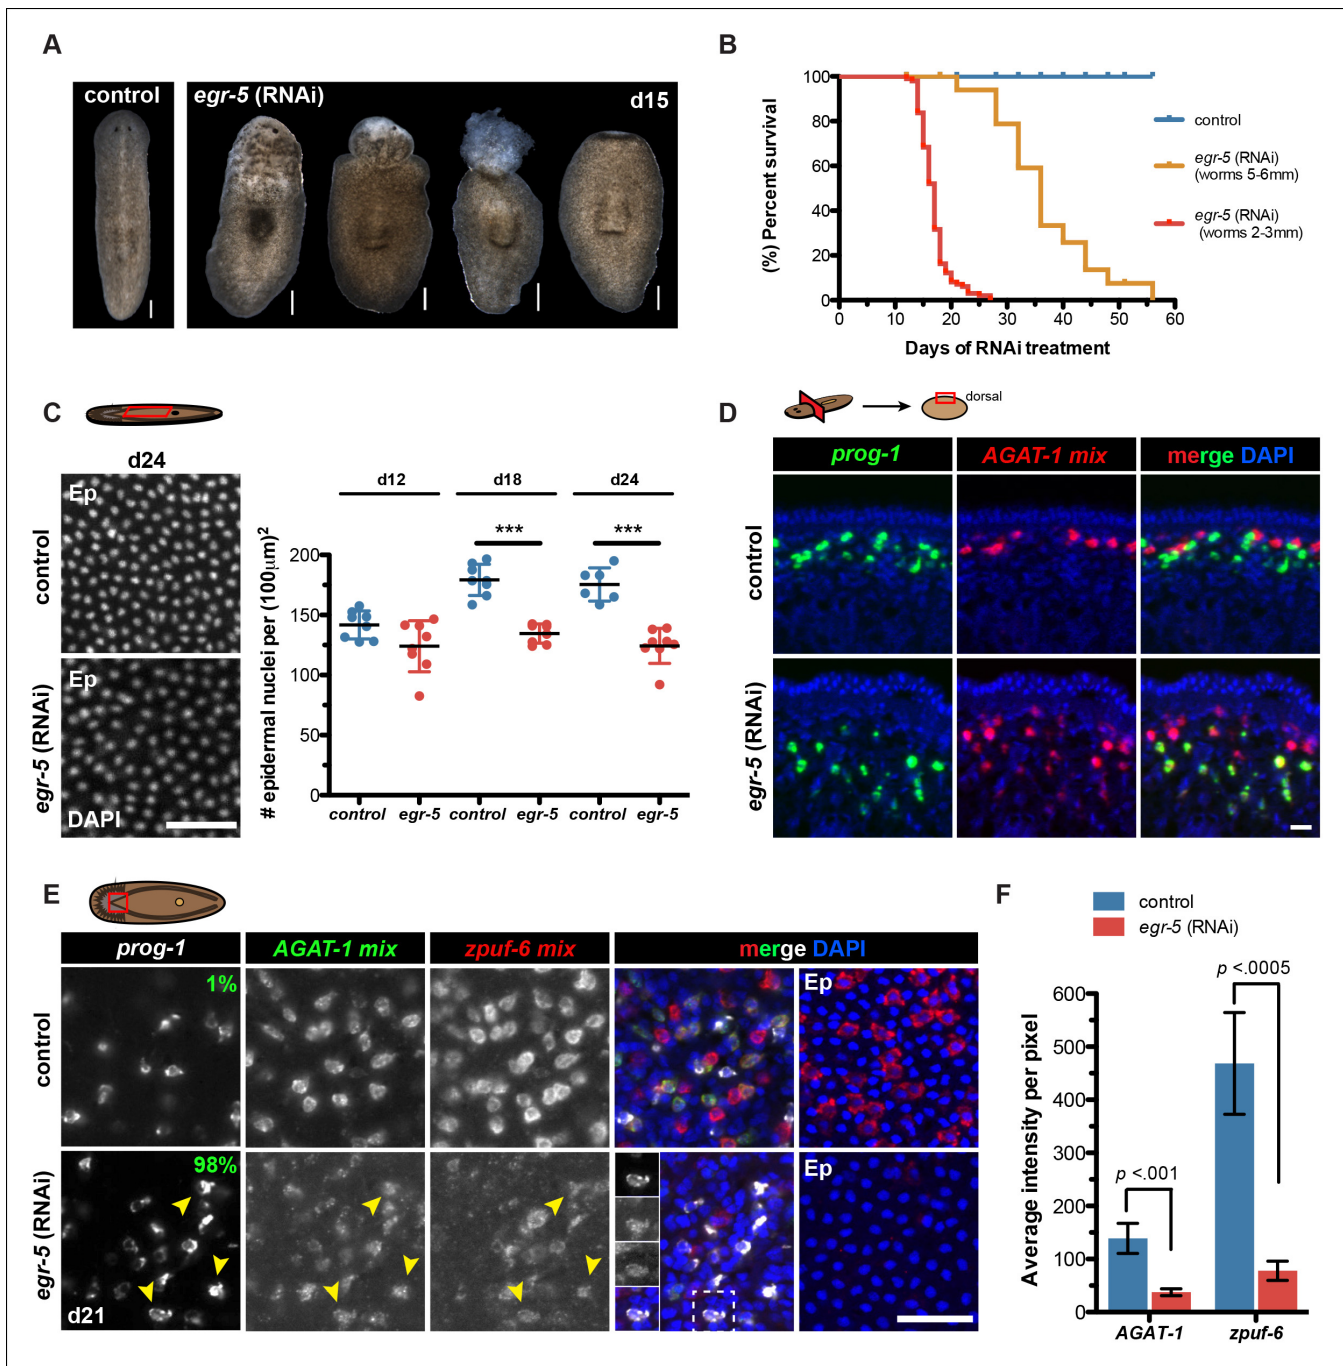 A
control
egr-5 (RNAi)
d15
B
100
80
60
40
20
0
(%) Percent survival
0 10 20 30 40 50 60
Days of RNAi treatment
control
egr-5 (RNAi)
(worms 5-6mm)
egr-5 (RNAi)
(worms 2-3mm)
C
d24
Ep
control
Ep
egr-5 (RNAi)
DAPI
d12 d18 d24
*** ***
# epidermal nuclei per (100μm)²
200
150
100
50
0
control egr-5 control egr-5 control egr-5
D
dorsal
prog-1 AGAT-1 mix merge DAPI
control
egr-5 (RNAi)
E
prog-1 AGAT-1 mix zpuf-6 mix merge DAPI
control
1%
Ep
egr-5 (RNAi)
98%
Ep
d21
F
control
egr-5 (RNAi)
p <.0005
p <.001
Average intensity per pixel
600
500
400
300
200
100
0
AGAT-1 zpuf-6